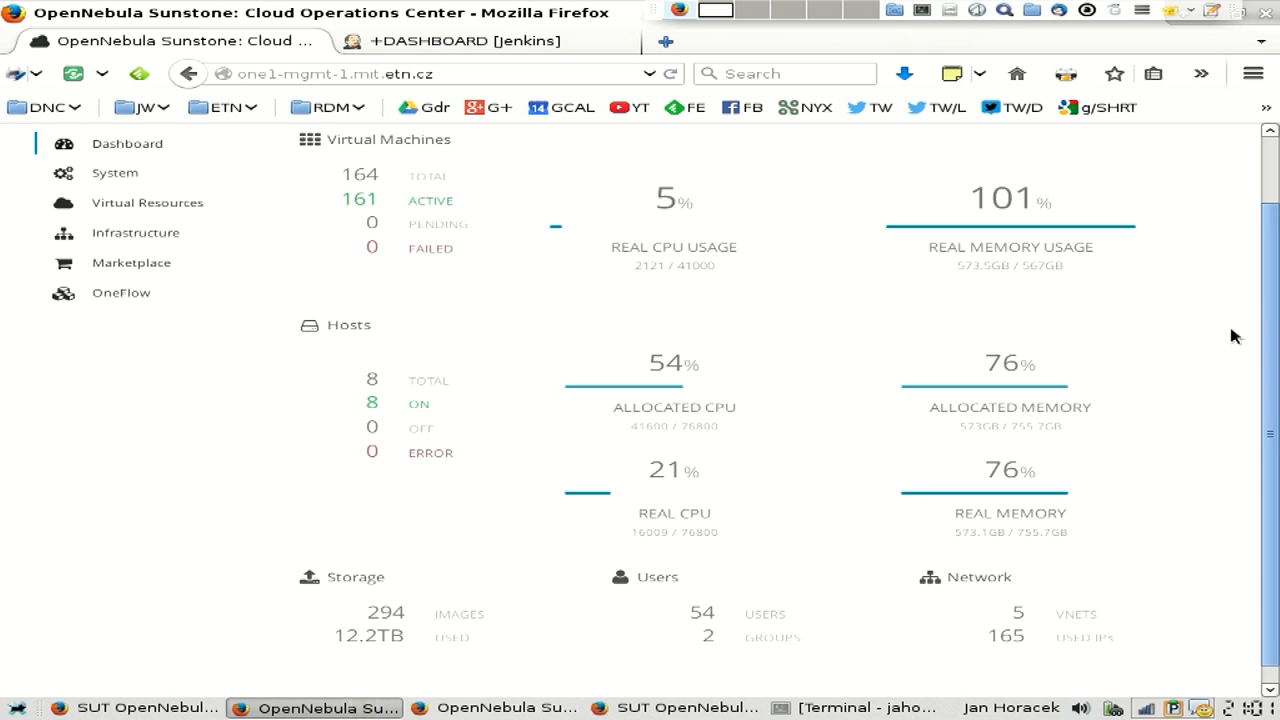 OpenNebula Sunstone: Cloud Operations Center - Mozilla Firefox
OpenNebula Sunstone: Cloud ...
+DASHBOARD [Jenkins]
one1-mgmt-1.mit.etn.cz
Search
DNC
JW
ETN
RDM
Gdr
G+
14 GCAL
YT
FE
FB
NYX
TW
TW/L
TW/D
g/SHRT
Dashboard
System
Virtual Resources
Infrastructure
Marketplace
OneFlow
Virtual Machines
164 TOTAL
161 ACTIVE
0 PENDING
0 FAILED
5%
REAL CPU USAGE
2121 / 41000
101%
REAL MEMORY USAGE
573.5GB / 567GB
Hosts
8 TOTAL
8 ON
0 OFF
0 ERROR
54%
ALLOCATED CPU
41600 / 76800
76%
ALLOCATED MEMORY
573GB / 755.7GB
21%
REAL CPU
16009 / 76800
76%
REAL MEMORY
573.1GB / 755.7GB
Storage
294 IMAGES
12.2TB USED
Users
54 USERS
2 GROUPS
Network
5 VNETS
165 USED IPs
SUT OpenNebul...
OpenNebula Su...
OpenNebula Su...
SUT OpenNebul...
[Terminal - jaho...
Jan Horacek
21:01